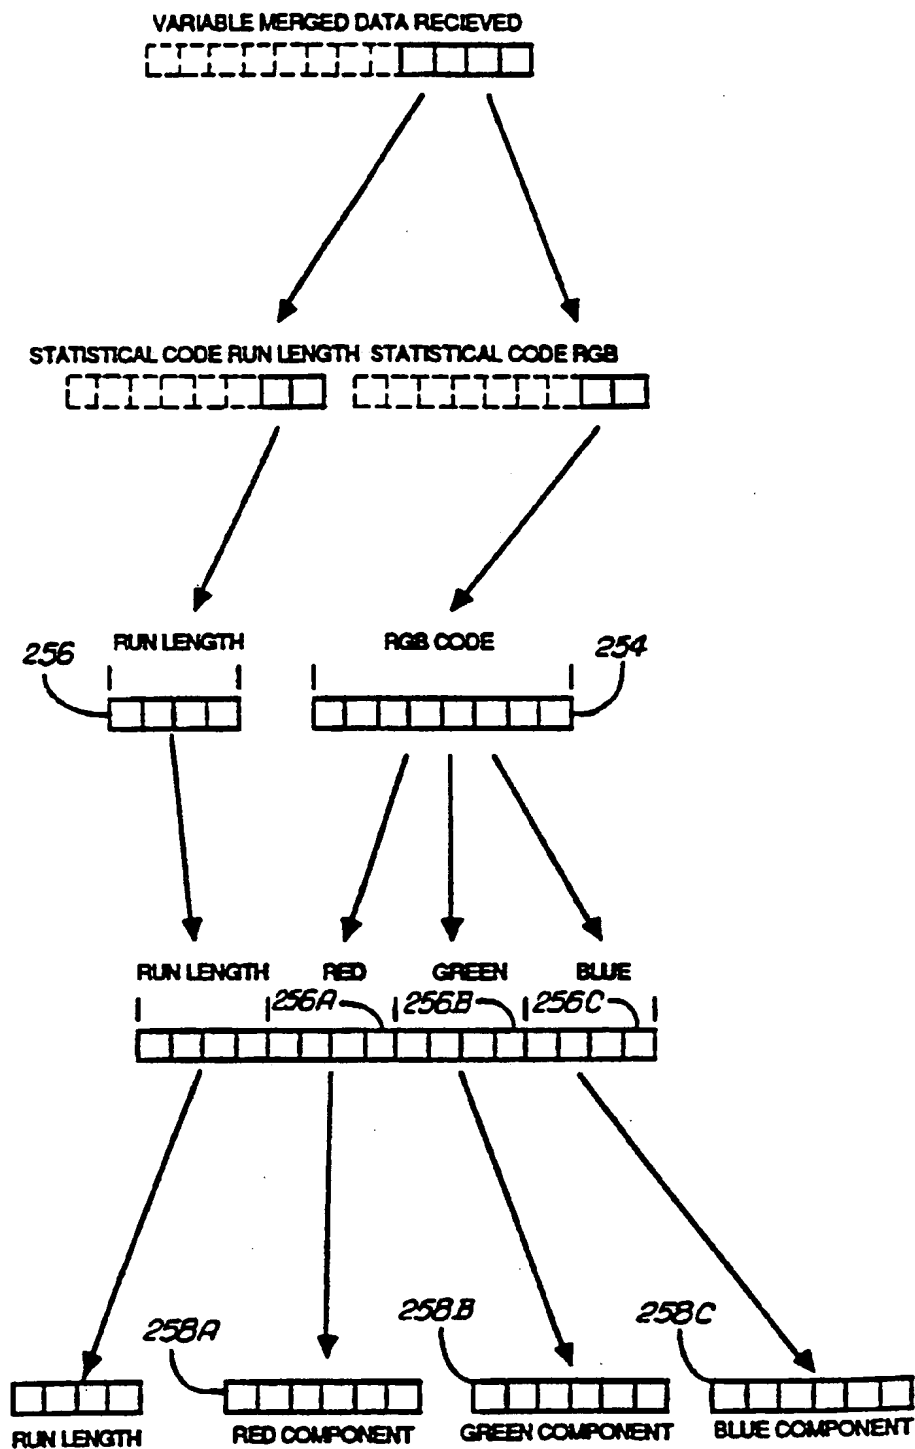 VARIABLE MERGED DATA RECIEVED
STATISTICAL CODE RUN LENGTH STATISTICAL CODE RGB
256 RUN LENGTH RGB CODE 254
RUN LENGTH RED GREEN BLUE
256A 256B 256C
258A 258B 258C
RUN LENGTH RED COMPONENT GREEN COMPONENT BLUE COMPONENT